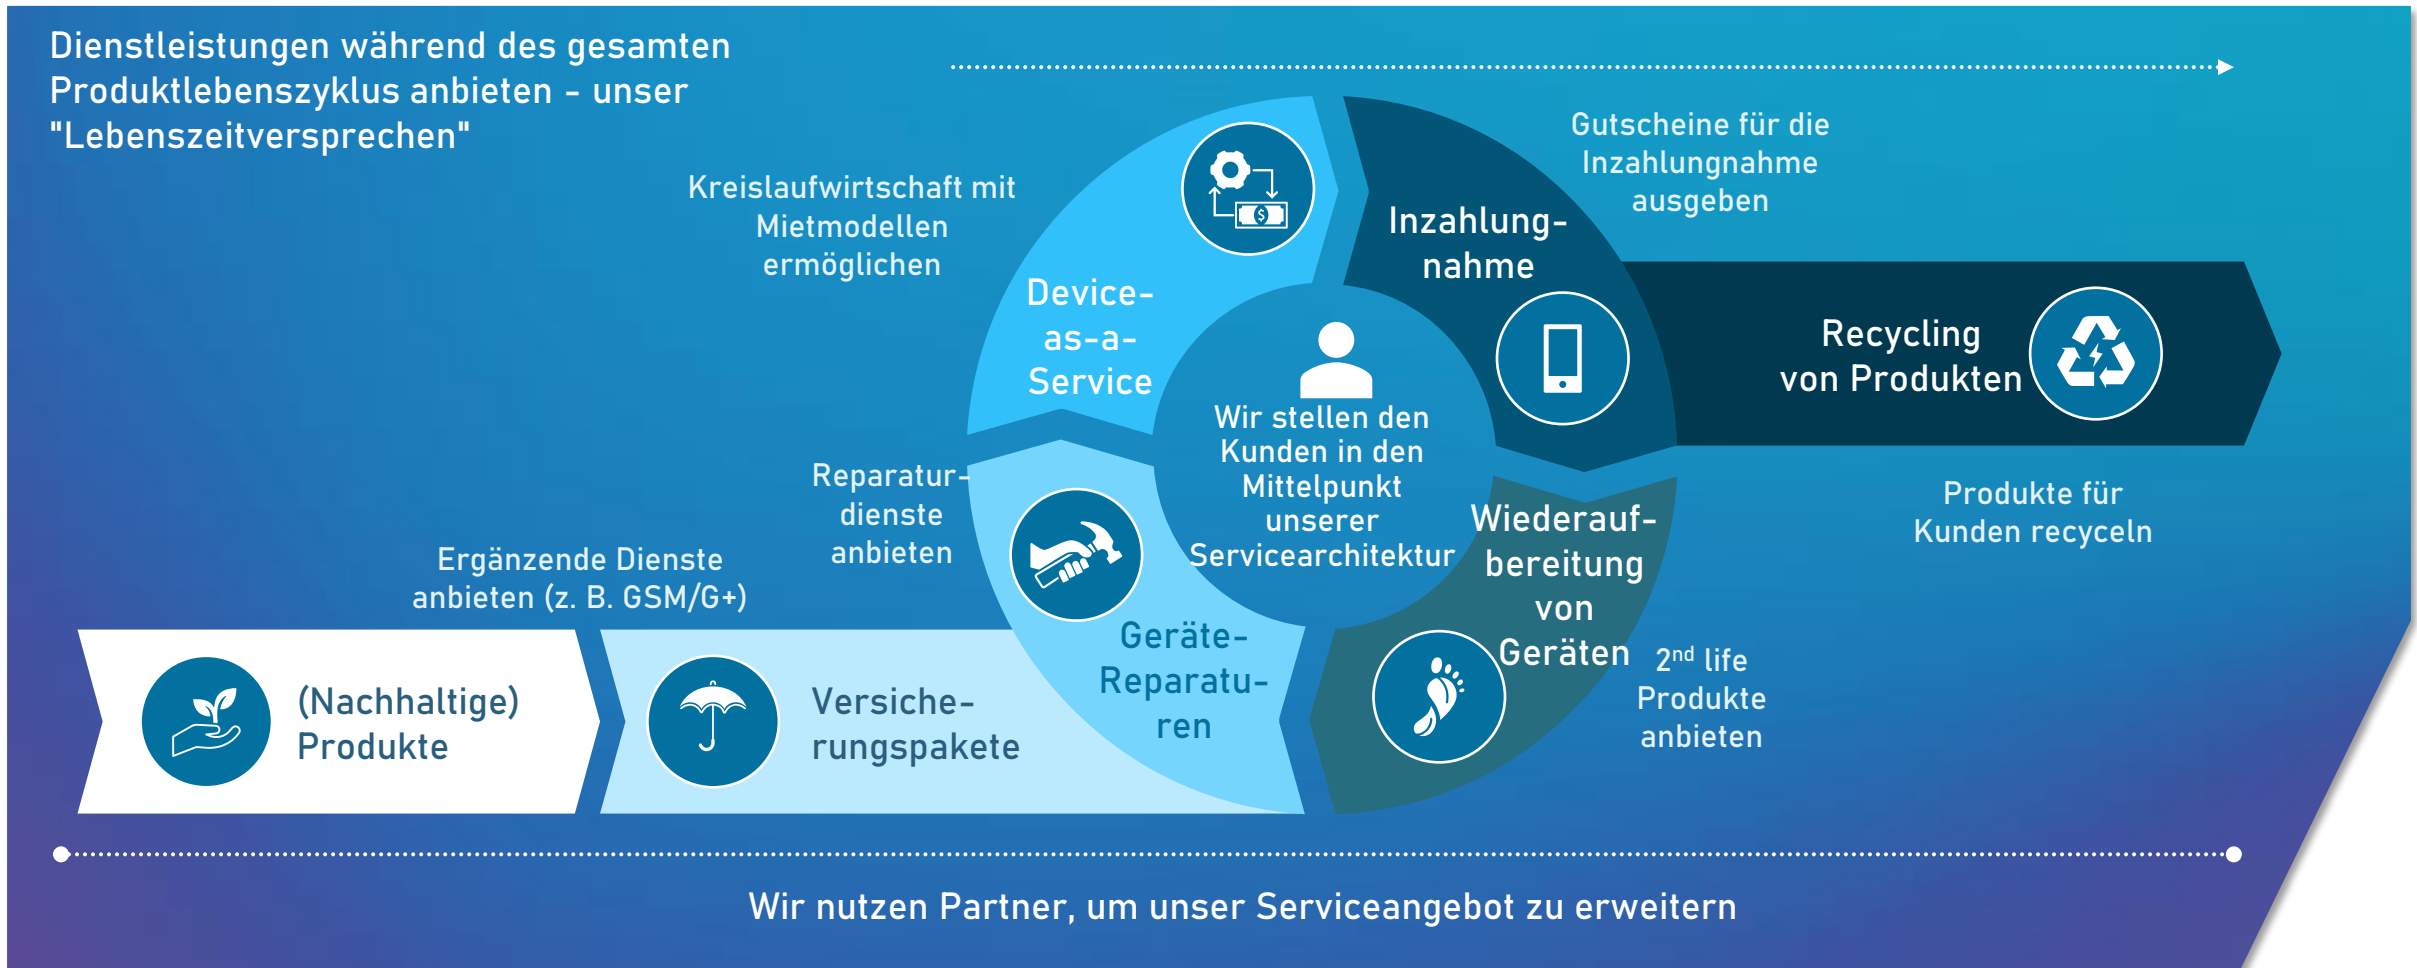 Dienstleistungen während des gesamten
Produktlebenszyklus anbieten - unser
"Lebenszeitversprechen"
Kreislaufwirtschaft mit
Mietmodellen
ermöglichen
Gutscheine für die
Inzahlungnahme
ausgeben
Device-
as-a-
Service
Inzahlung-
nahme
Recycling
von Produkten
Wir stellen den
Kunden in den
Mittelpunkt
unserer
Servicearchitektur
Reparatur-
dienste
anbieten
Wiederauf-
bereitung
von
Geräten
Produkte für
Kunden recyceln
Ergänzende Dienste
anbieten (z. B. GSM/G+)
Geräte-
Reparatu-
ren
2nd life
Produkte
anbieten
(Nachhaltige)
Produkte
Versiche-
rungspakete
Wir nutzen Partner, um unser Serviceangebot zu erweitern